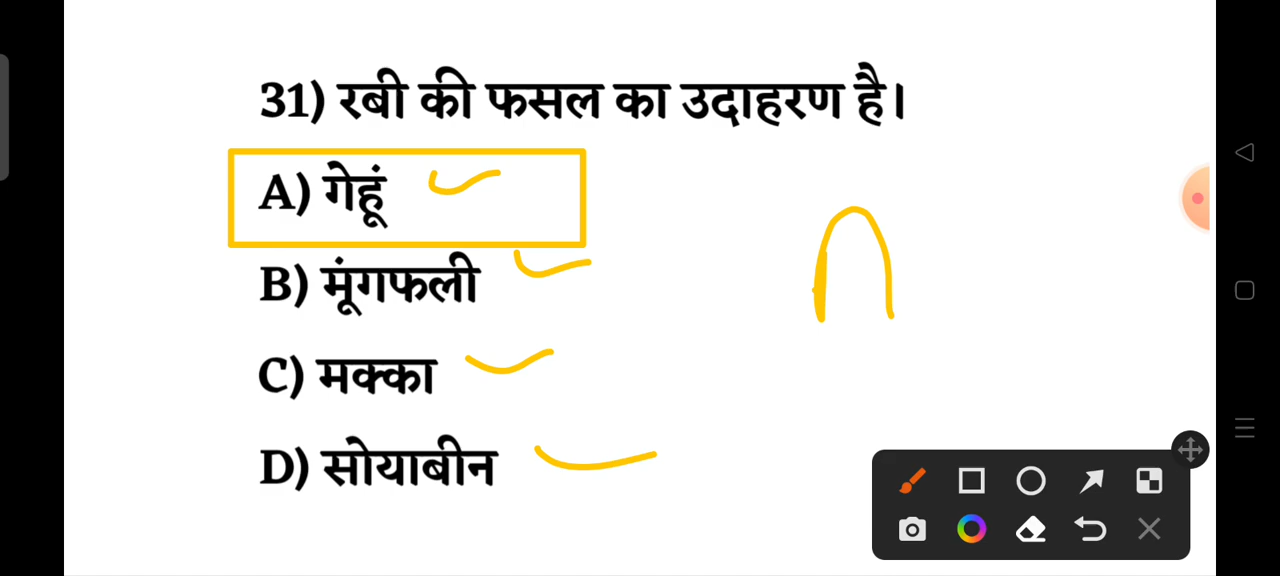 31) रबी की फसल का उदाहरण है।
A) गेहूं
B) मूंगफली
C) मक्का
D) सोयाबीन